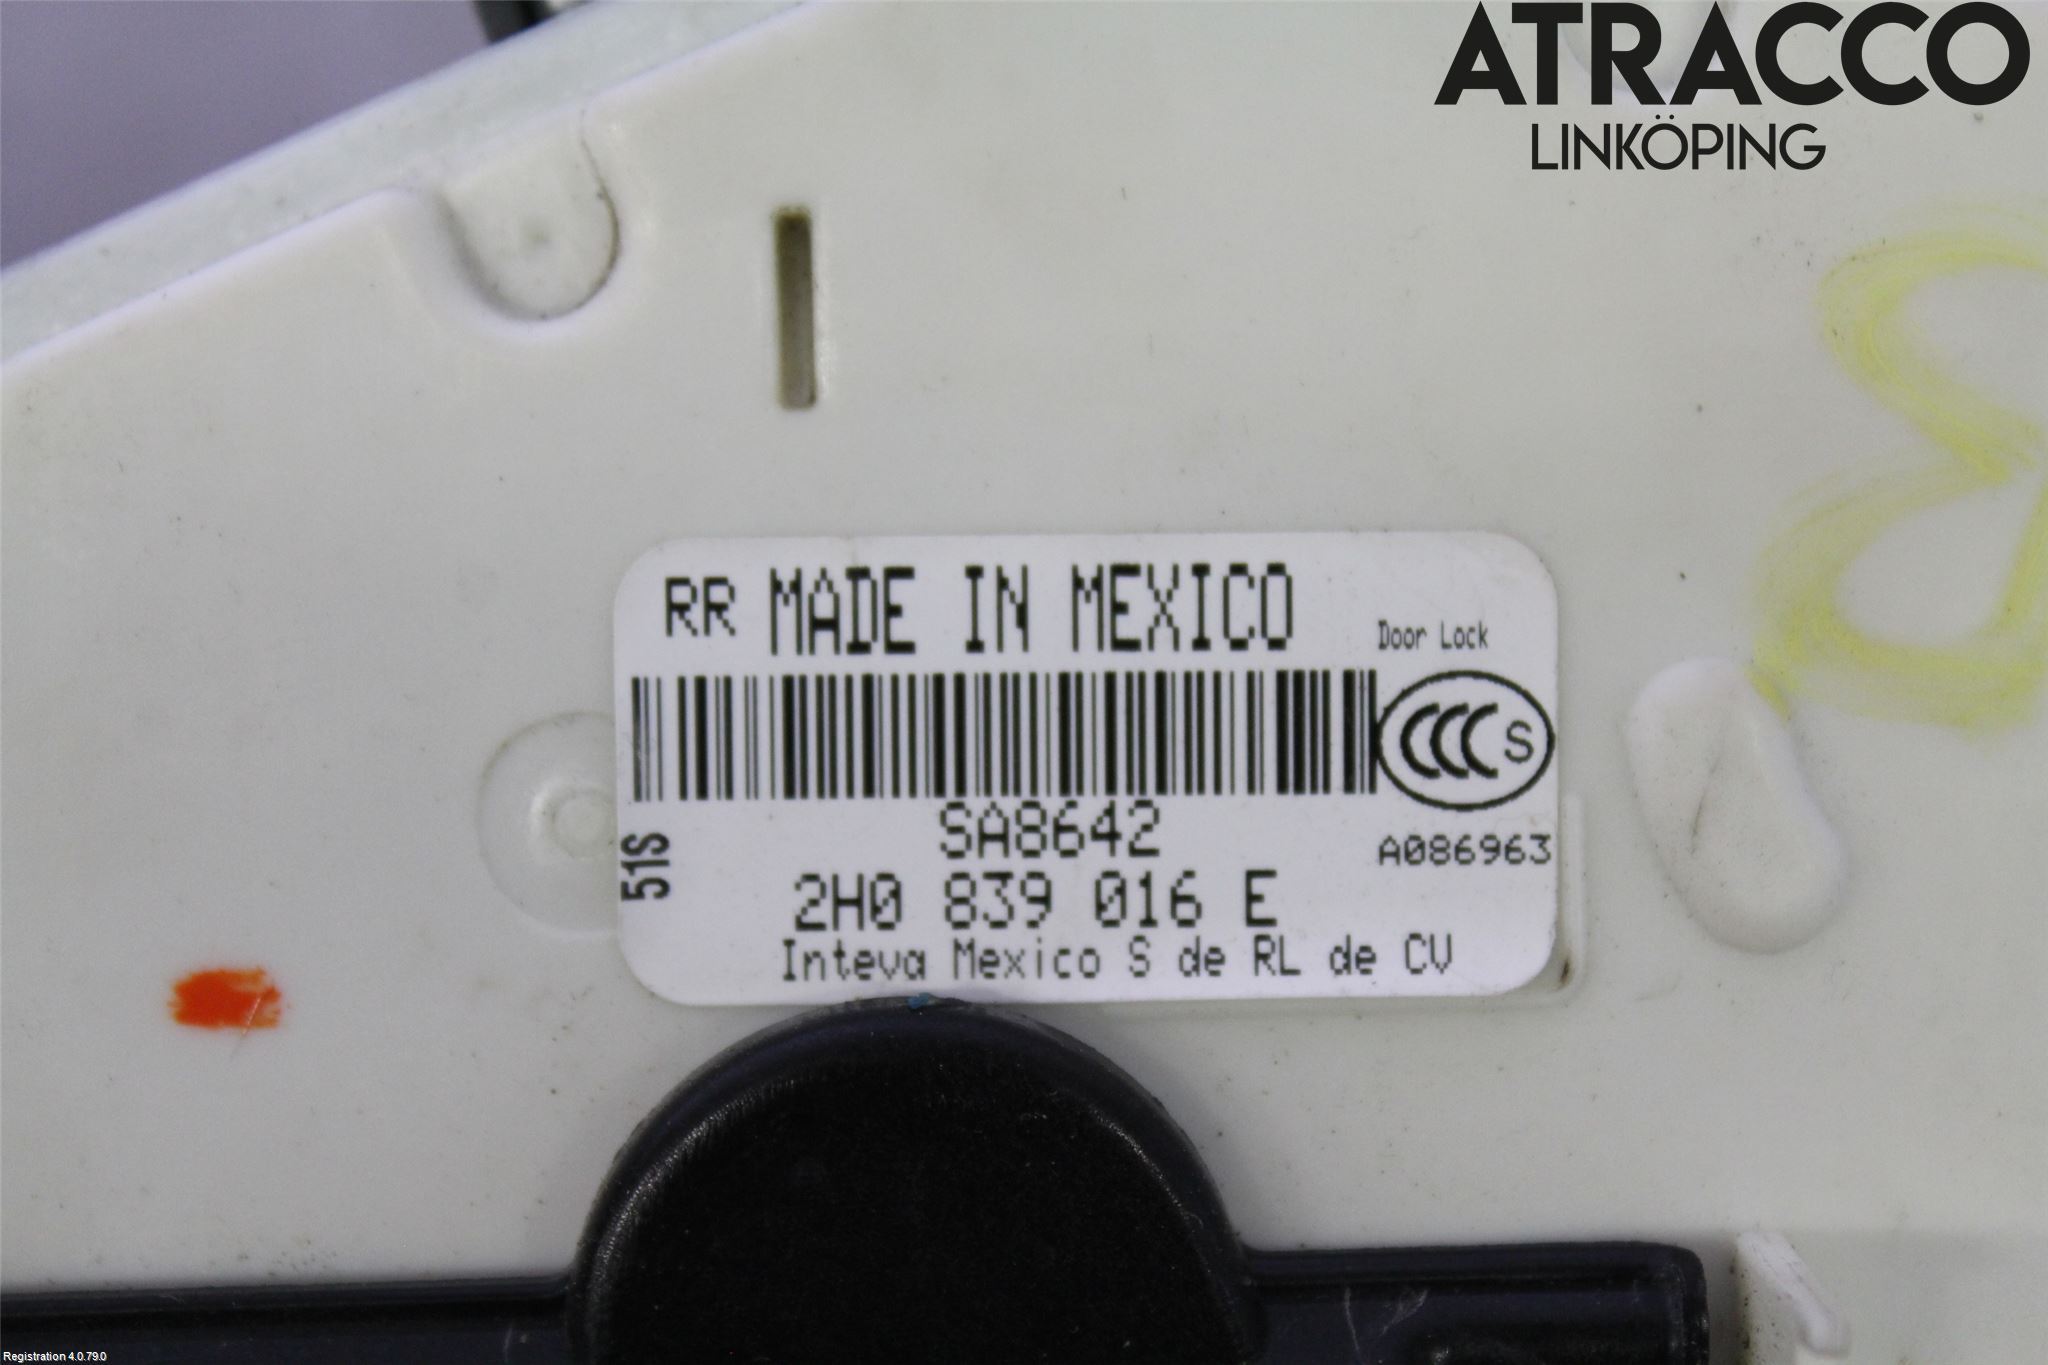 ATRACCO
LINKÖPING
RR MADE IN MEXICO
Door Lock
CCC S
SA8642
A086963
51S
2H0 839 016 E
Inteva Mexico S de RL de CV
Registration 4.0.79.0